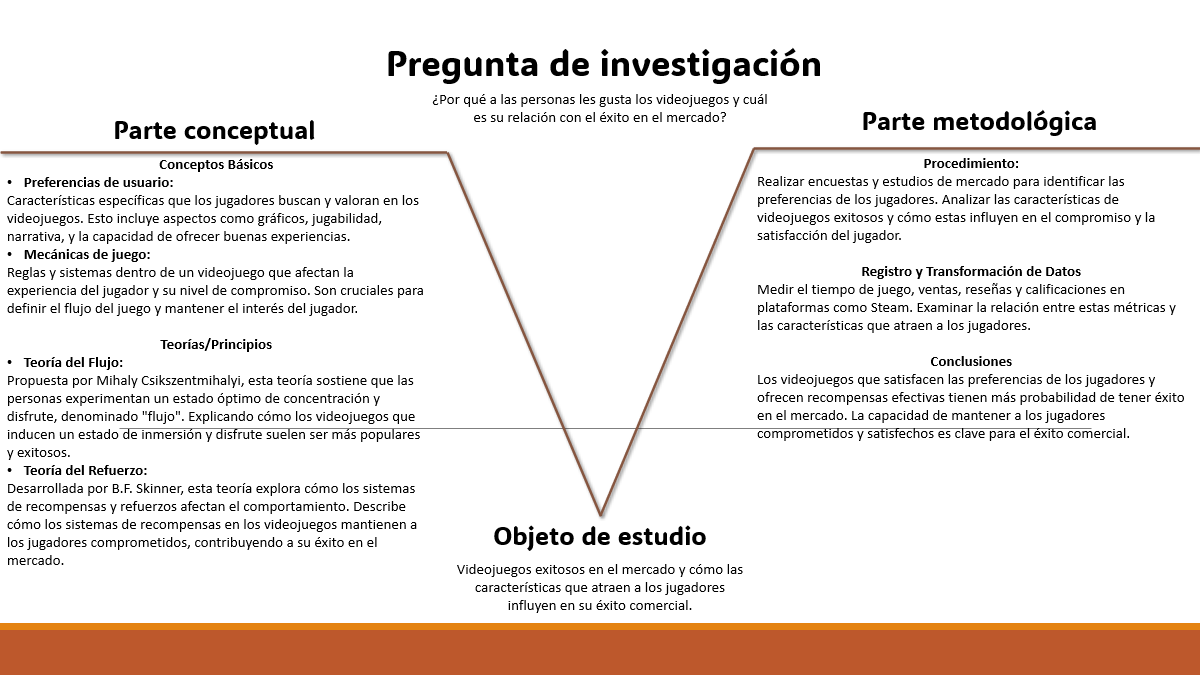 Pregunta de investigación
¿Por qué a las personas les gusta los videojuegos y cuál
es su relación con el éxito en el mercado?
Parte conceptual
Conceptos Básicos
• Preferencias de usuario:
Características específicas que los jugadores buscan y valoran en los
videojuegos. Esto incluye aspectos como gráficos, jugabilidad,
narrativa, y la capacidad de ofrecer buenas experiencias.
• Mecánicas de juego:
Reglas y sistemas dentro de un videojuego que afectan la
experiencia del jugador y su nivel de compromiso. Son cruciales para
definir el flujo del juego y mantener el interés del jugador.
Teorías/Principios
• Teoría del Flujo:
Propuesta por Mihaly Csikszentmihalyi, esta teoría sostiene que las
personas experimentan un estado óptimo de concentración y
disfrute, denominado "flujo". Explicando cómo los videojuegos que
inducen un estado de inmersión y disfrute suelen ser más populares
y exitosos.
• Teoría del Refuerzo:
Desarrollada por B.F. Skinner, esta teoría explora cómo los sistemas
de recompensas y refuerzos afectan el comportamiento. Describe
cómo los sistemas de recompensas en los videojuegos mantienen a
los jugadores comprometidos, contribuyendo a su éxito en el
mercado.
Parte metodológica
Procedimiento:
Realizar encuestas y estudios de mercado para identificar las
preferencias de los jugadores. Analizar las características de
videojuegos exitosos y cómo estas influyen en el compromiso y la
satisfacción del jugador.
Registro y Transformación de Datos
Medir el tiempo de juego, ventas, reseñas y calificaciones en
plataformas como Steam. Examinar la relación entre estas métricas y
las características que atraen a los jugadores.
Conclusiones
Los videojuegos que satisfacen las preferencias de los jugadores y
ofrecen recompensas efectivas tienen más probabilidad de tener éxito
en el mercado. La capacidad de mantener a los jugadores
comprometidos y satisfechos es clave para el éxito comercial.
Objeto de estudio
Videojuegos exitosos en el mercado y cómo las
características que atraen a los jugadores
influyen en su éxito comercial.